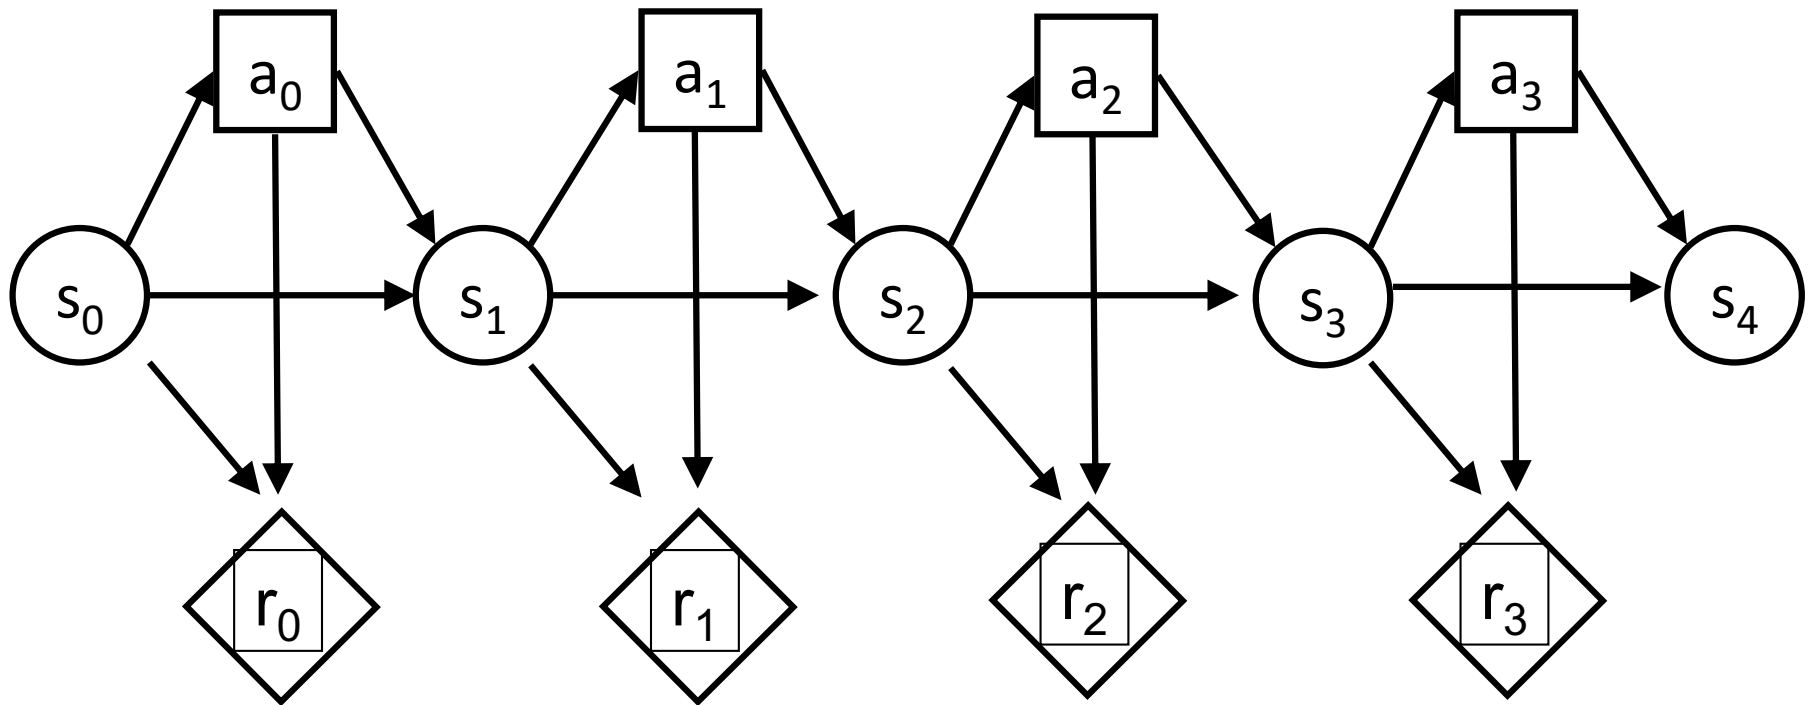 a₀ a₁ a₂ a₃
s₀ s₁ s₂ s₃ s₄
r₀ r₁ r₂ r₃